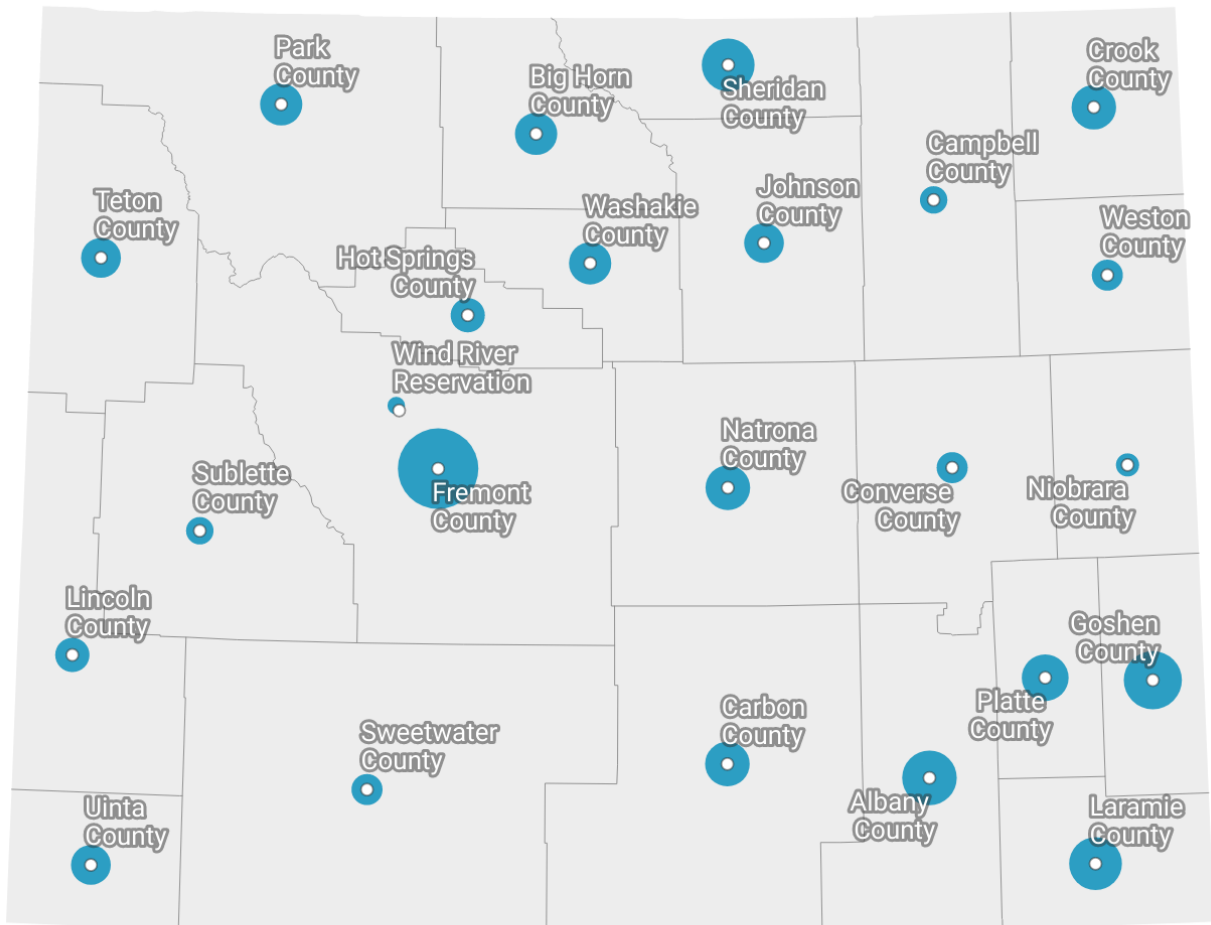 Park
County
Big Horn
County
Sheridan
County
Crook
County
Campbell
County
Teton
County
Washakie
County
Johnson
County
Weston
County
Hot Springs
County
Wind River
Reservation
Natrona
County
Sublette
County
Fremont
County
Converse
County
Niobrara
County
Lincoln
County
Goshen
County
Platte
County
Carbon
County
Sweetwater
County
Albany
County
Laramie
County
Uinta
County